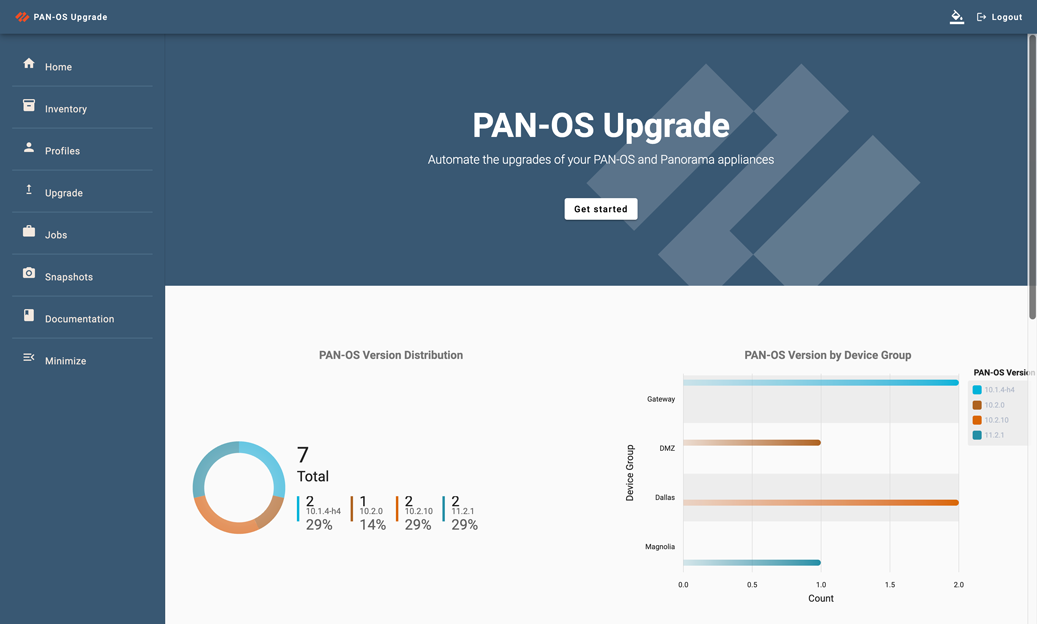 PAN-OS Upgrade
Logout
Home
Inventory
Profiles
Upgrade
Jobs
Snapshots
Documentation
Minimize
PAN-OS Upgrade
Automate the upgrades of your PAN-OS and Panorama appliances
Get started
PAN-OS Version Distribution
7
Total
2 1 2 2
10.1.4-h4 10.2.0 10.2.10 11.2.1
29% 14% 29% 29%
PAN-OS Version by Device Group
PAN-OS Version
10.1.4-h4
10.2.0
10.2.10
11.2.1
Device Group
Gateway
DMZ
Dallas
Magnolia
0.0 0.5 1.0 1.5 2.0
Count